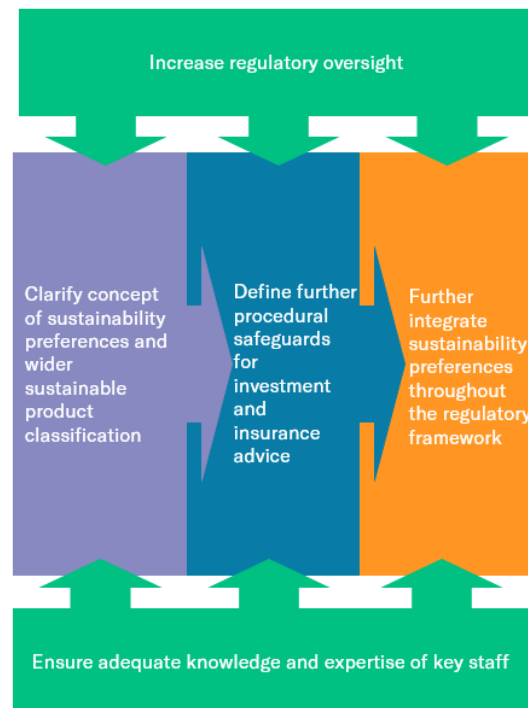 Increase regulatory oversight
Clarify concept
of sustainability
preferences and
wider
sustainable
product
classification
Define further
procedural
safeguards
for
investment
and
insurance
advice
Further
integrate
sustainability
preferences
throughout
the regulatory
framework
Ensure adequate knowledge and expertise of key staff